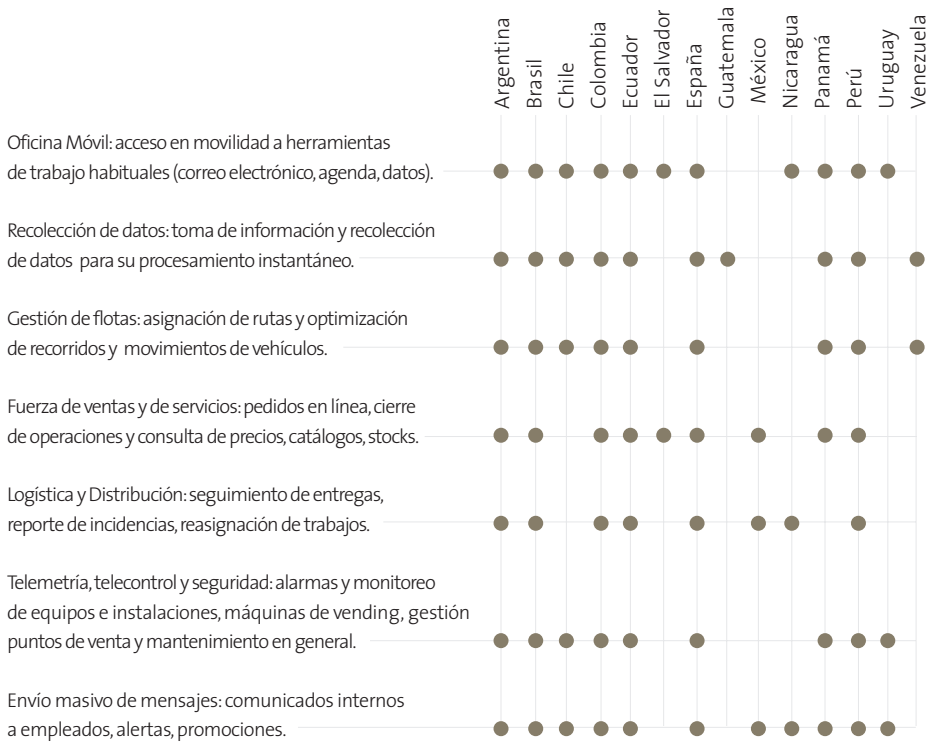 Argentina
Brasil
Chile
Colombia
Ecuador
El Salvador
España
Guatemala
México
Nicaragua
Panamá
Perú
Uruguay
Venezuela
Oficina Móvil: acceso en movilidad a herramientas
de trabajo habituales (correo electrónico, agenda, datos).
Recolección de datos: toma de información y recolección
de datos para su procesamiento instantáneo.
Gestión de flotas: asignación de rutas y optimización
de recorridos y movimientos de vehículos.
Fuerza de ventas y de servicios: pedidos en línea, cierre
de operaciones y consulta de precios, catálogos, stocks.
Logística y Distribución: seguimiento de entregas,
reporte de incidencias, reasignación de trabajos.
Telemetría, telecontrol y seguridad: alarmas y monitoreo
de equipos e instalaciones, máquinas de vending, gestión
puntos de venta y mantenimiento en general.
Envío masivo de mensajes: comunicados internos
a empleados, alertas, promociones.